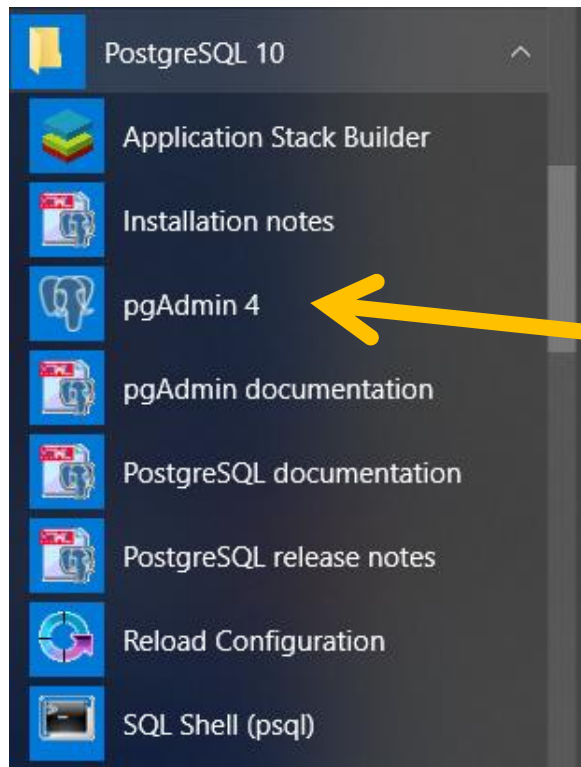 PostgreSQL 10
Application Stack Builder
Installation notes
pgAdmin 4
pgAdmin documentation
PostgreSQL documentation
PostgreSQL release notes
Reload Configuration
SQL Shell (psql)